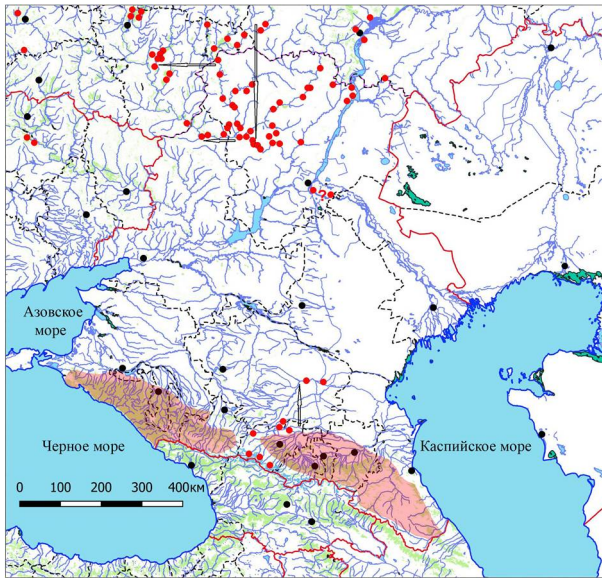 Азовское
море
Черное море
Каспийское море
0 100 200 300 400км